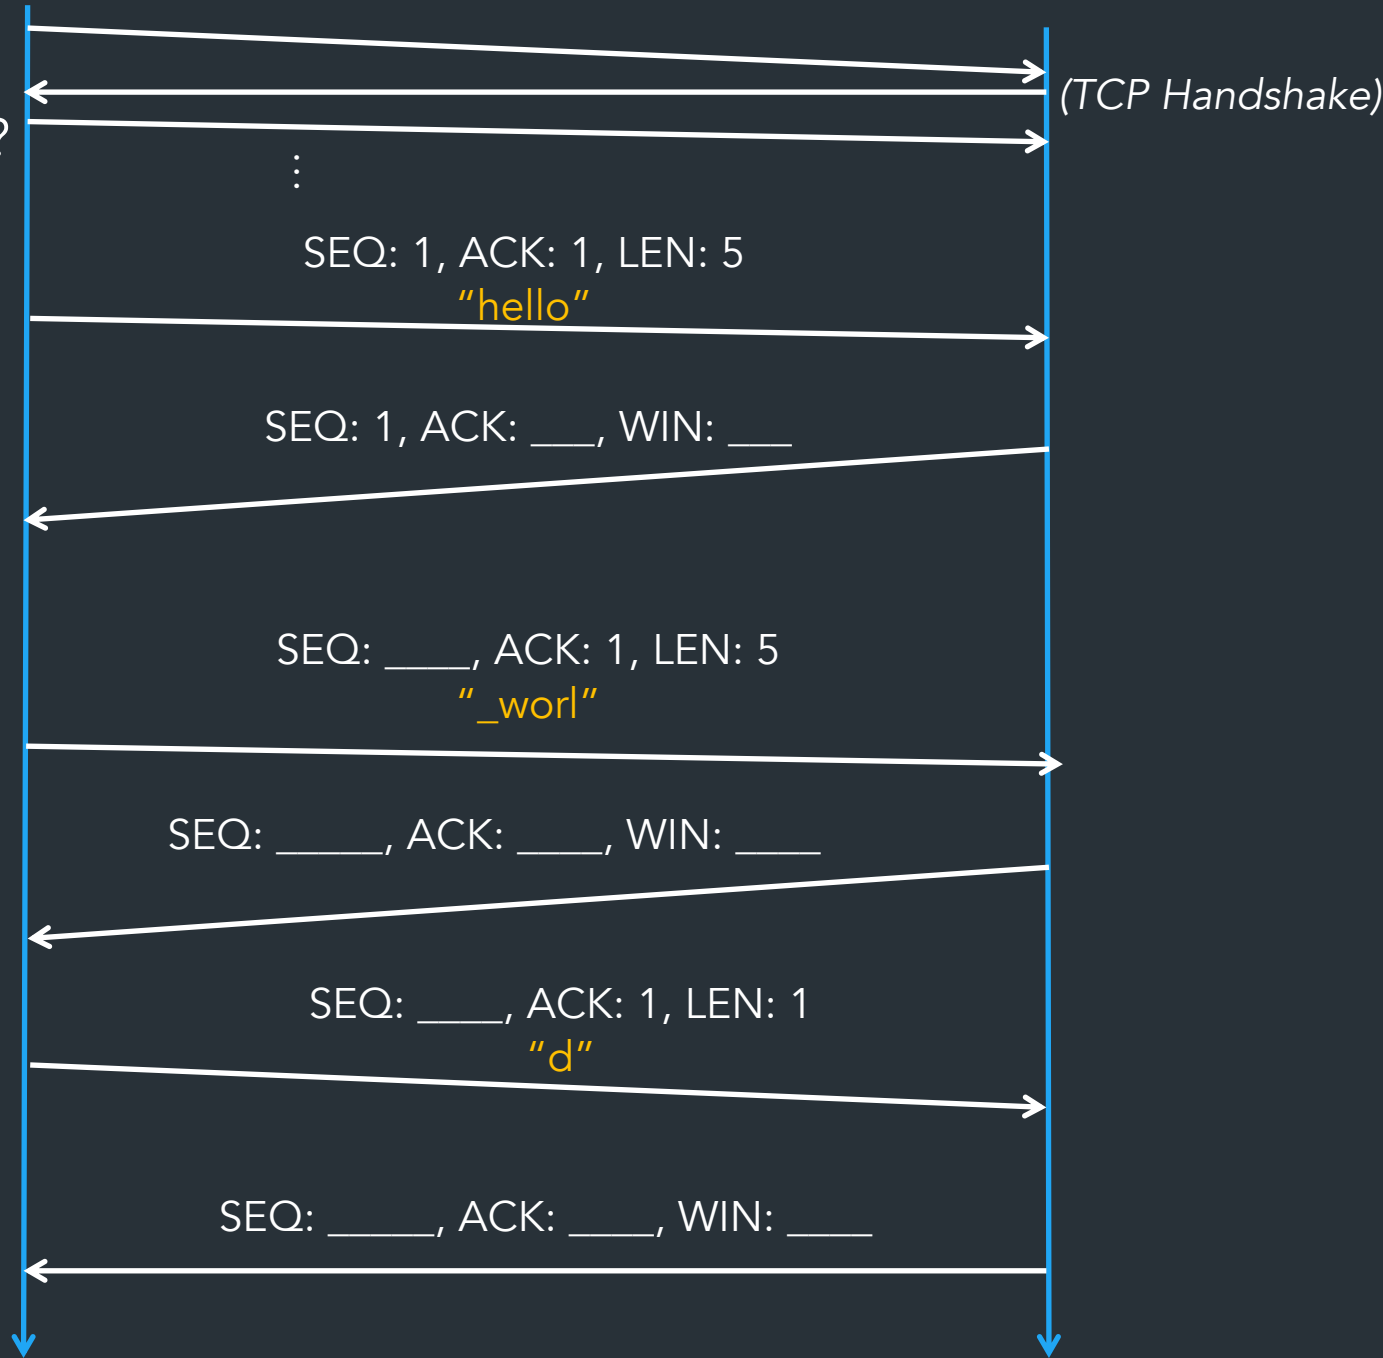 (TCP Handshake)
?
⋮
SEQ: 1, ACK: 1, LEN: 5
“hello”
SEQ: 1, ACK: ___, WIN: ___
SEQ: ____, ACK: 1, LEN: 5
“_worl”
SEQ: _____, ACK: ____, WIN: ____
SEQ: ____, ACK: 1, LEN: 1
“d”
SEQ: _____, ACK: ____, WIN: ____